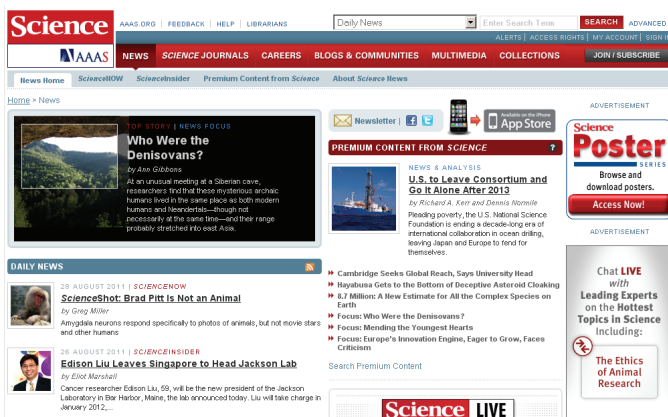 Science
AAAS
AAAS.ORG | FEEDBACK | HELP | LIBRARIANS
Daily News
Enter Search Term
SEARCH
ADVANCED
ALERTS | ACCESS RIGHTS | MY ACCOUNT | SIGN I
NEWS
SCIENCE JOURNALS
CAREERS
BLOGS & COMMUNITIES
MULTIMEDIA
COLLECTIONS
JOIN / SUBSCRIBE
News Home
ScienceNOW
ScienceInsider
Premium Content from Science
About Science News
Home > News
TOP STORY | NEWS FOCUS
Who Were the
Denisovans?
by Ann Gibbons
At an unusual meeting at a Siberian cave,
researchers find that these mysterious archaic
humans lived in the same place as both modern
humans and Neandertals—though not
necessarily at the same time—and their range
probably stretched into east Asia.
DAILY NEWS
28 AUGUST 2011 | SCIENCENOW
ScienceShot: Brad Pitt Is Not an Animal
by Greg Miller
Amygdala neurons respond specifically to photos of animals, but not movie stars
and other humans
26 AUGUST 2011 | SCIENCEINSIDER
Edison Liu Leaves Singapore to Head Jackson Lab
by Eliot Marshall
Cancer researcher Edison Liu, 59, will be the new president of the Jackson
Laboratory in Bar Harbor, Maine, the lab announced today. Liu will take charge in
January 2012,...
Newsletter |
Available on the iPhone
App Store
PREMIUM CONTENT FROM SCIENCE
?
NEWS & ANALYSIS
U.S. to Leave Consortium and
Go It Alone After 2013
by Richard A. Kerr and Dennis Normile
Pleading poverty, the U.S. National Science
Foundation is ending a decade-long era of
international collaboration in ocean drilling,
leaving Japan and Europe to fend for
themselves.
Cambridge Seeks Global Reach, Says University Head
Hayabusa Gets to the Bottom of Deceptive Asteroid Cloaking
8.7 Million: A New Estimate for All the Complex Species on
Earth
Focus: Who Were the Denisovans?
Focus: Mending the Youngest Hearts
Focus: Europe's Innovation Engine, Eager to Grow, Faces
Criticism
Search Premium Content
Science LIVE
ADVERTISEMENT
Science
Poster
SERIES
Browse and
download posters.
Access Now!
ADVERTISEMENT
Chat LIVE
with
Leading Experts
on the Hottest
Topics in Science
Including:
The Ethics
of Animal
Research